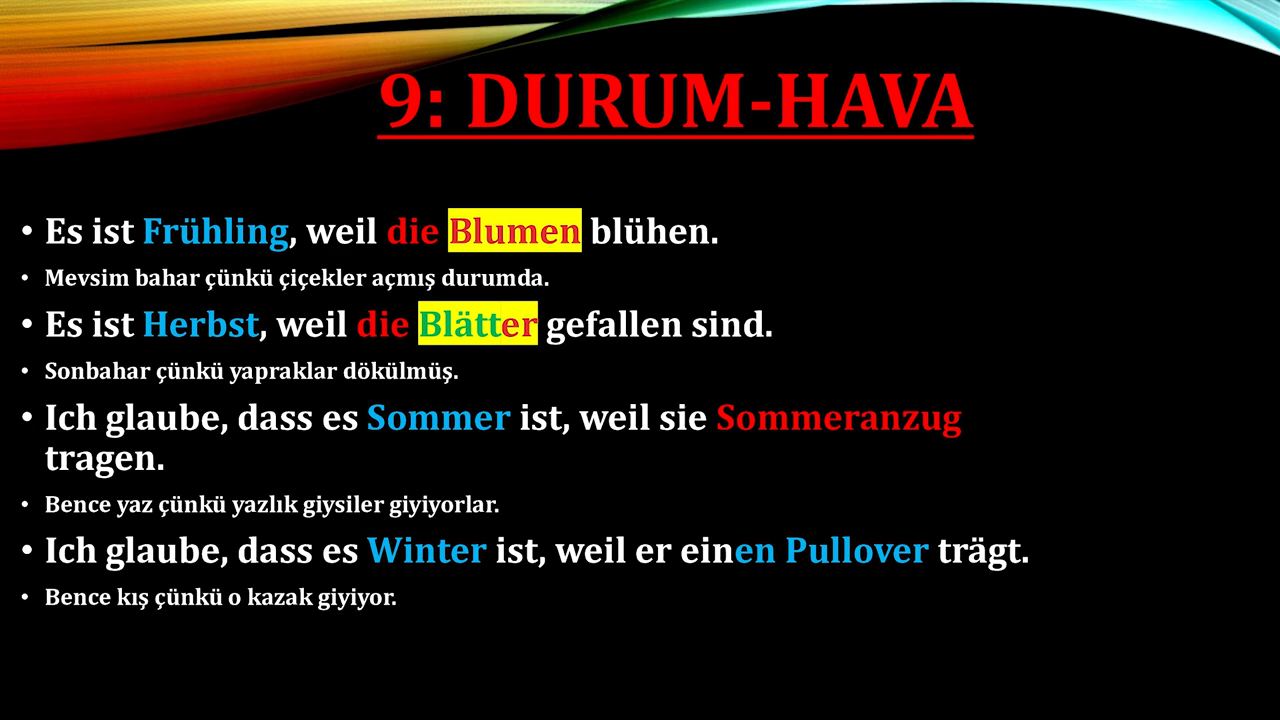 9: DURUM-HAVA
• Es ist Frühling, weil die Blumen blühen.
• Mevsim bahar çünkü çiçekler açmış durumda.
• Es ist Herbst, weil die Blätter gefallen sind.
• Sonbahar çünkü yapraklar dökülmüş.
• Ich glaube, dass es Sommer ist, weil sie Sommeranzug
tragen.
• Bence yaz çünkü yazlık giysiler giyiyorlar.
• Ich glaube, dass es Winter ist, weil er einen Pullover trägt.
• Bence kış çünkü o kazak giyiyor.